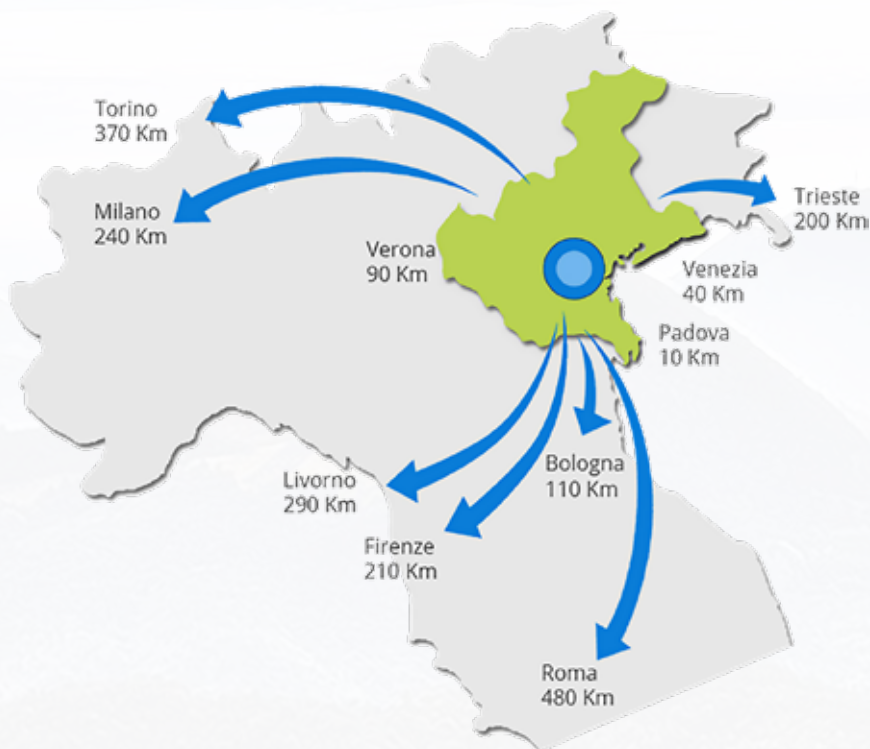 Torino
370 Km
Milano
240 Km
Verona
90 Km
Trieste
200 Km
Venezia
40 Km
Padova
10 Km
Livorno
290 Km
Bologna
110 Km
Firenze
210 Km
Roma
480 Km